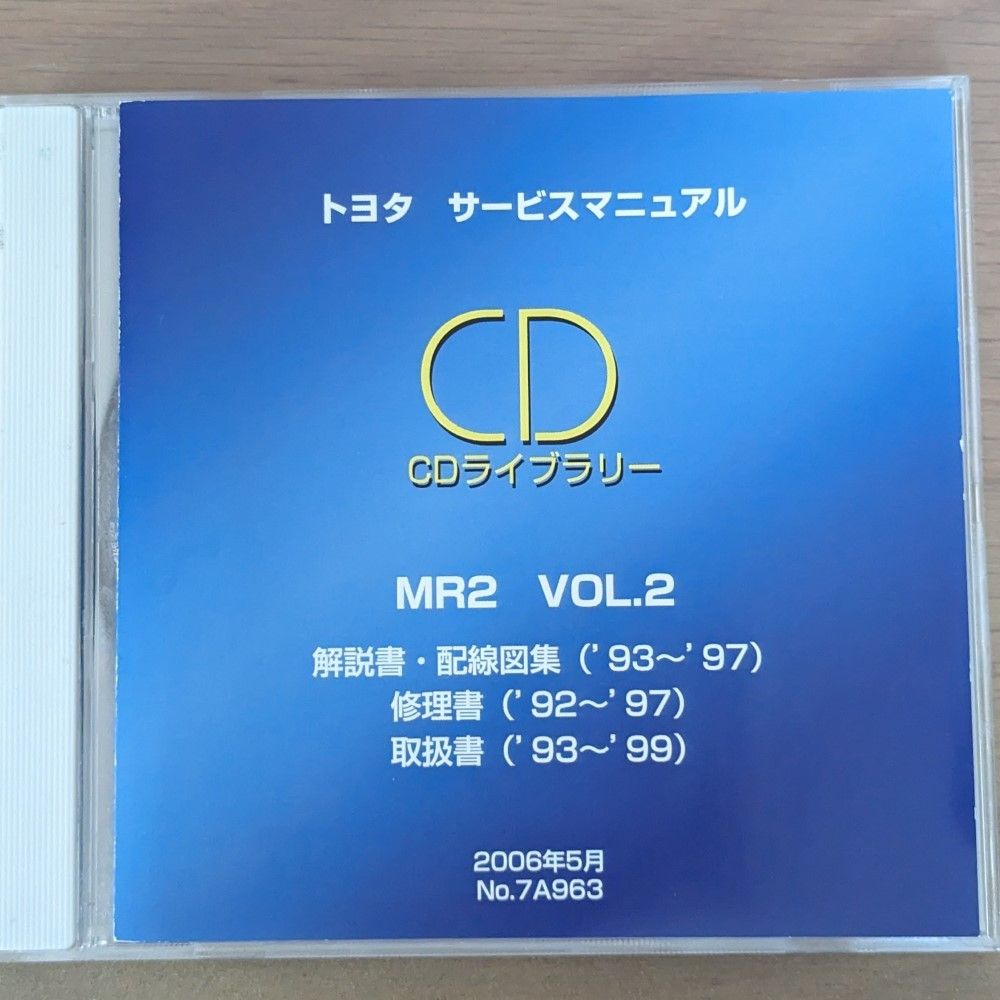 トヨタ　サービスマニュアル
CD
CDライブラリー
MR2　VOL.2
解説書・配線図集（’93～’97）
修理書（’92～’97）
取扱書（’93～’99）
2006年5月
No.7A963